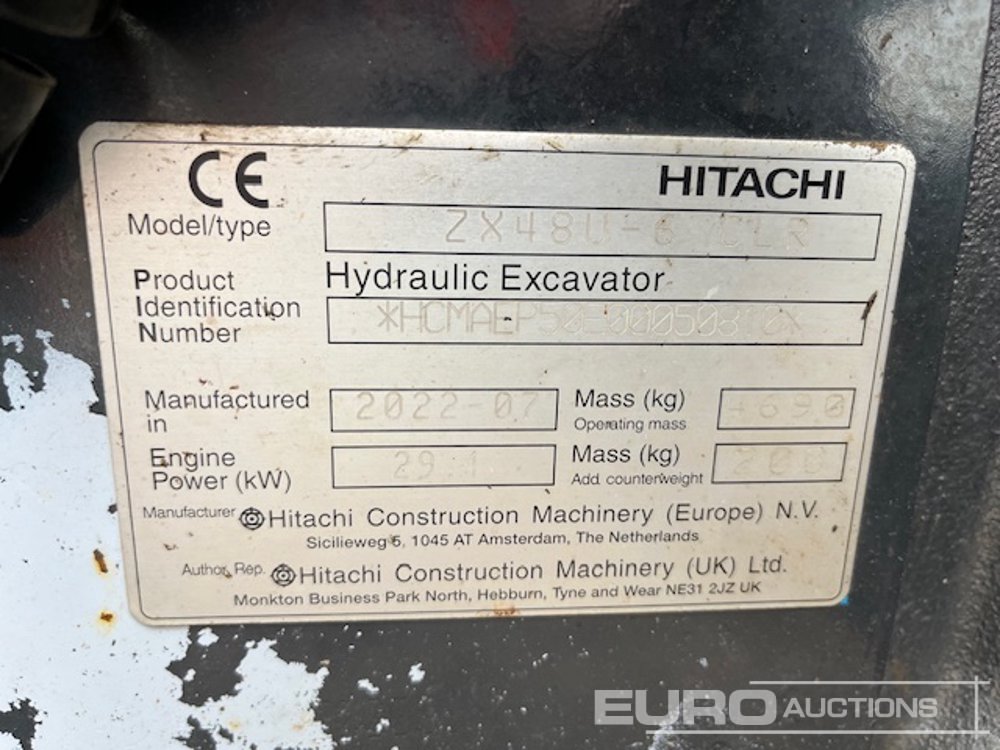 CE HITACHI
Model/type ZX48U-6 CLR
Product Hydraulic Excavator
Identification
Number
Manufactured Mass (kg)
in 2022-07 Operating mass
Engine Mass (kg)
Power (kW) Add. counterweight 200
Manufacturer Hitachi Construction Machinery (Europe) N.V.
Sicilieweg 5, 1045 AT Amsterdam, The Netherlands
Author. Rep. Hitachi Construction Machinery (UK) Ltd.
Monkton Business Park North, Hebburn, Tyne and Wear NE31 2JZ UK
EURO AUCTIONS